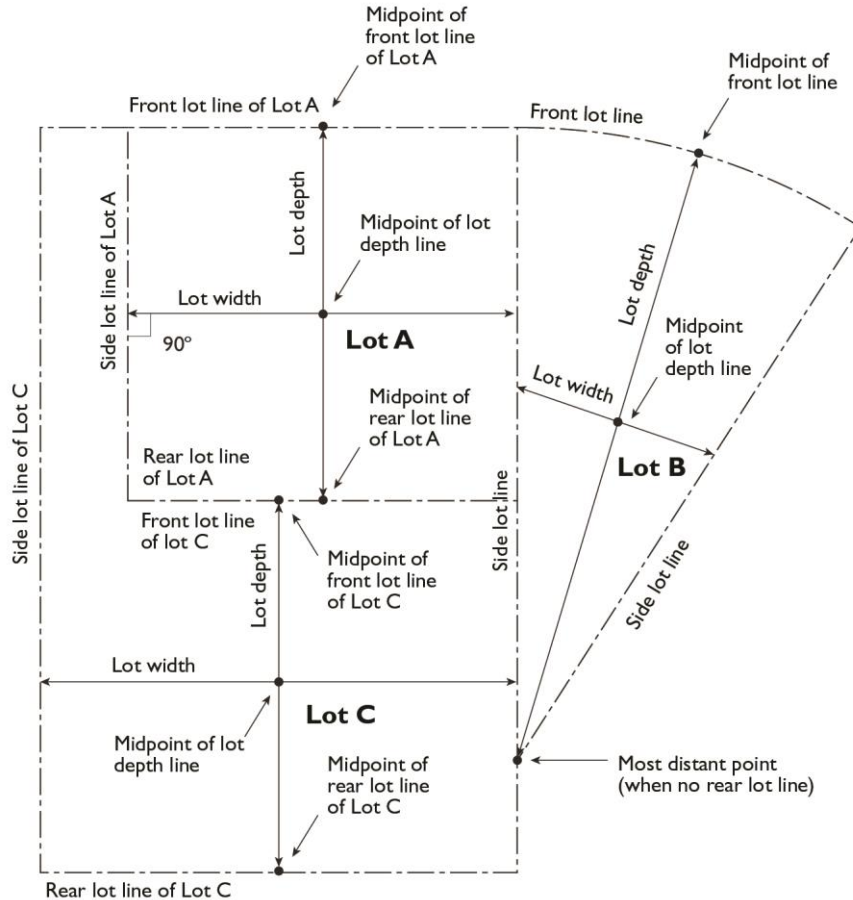 Midpoint of
front lot line
of Lot A
Midpoint of
front lot line
Front lot line of Lot A
Front lot line
Side lot line of Lot A
Lot depth
Midpoint of lot
depth line
Lot depth
Lot width
90º
Lot A
Midpoint
of lot
depth line
Lot width
Side lot line of Lot C
Midpoint of
rear lot line
of Lot A
Lot B
Rear lot line
of Lot A
Front lot line
of lot C
Side lot line
Lot depth
Midpoint of
front lot line
of Lot C
Side lot line
Lot width
Lot C
Midpoint of lot
depth line
Midpoint of
rear lot line
of Lot C
Most distant point
(when no rear lot line)
Rear lot line of Lot C